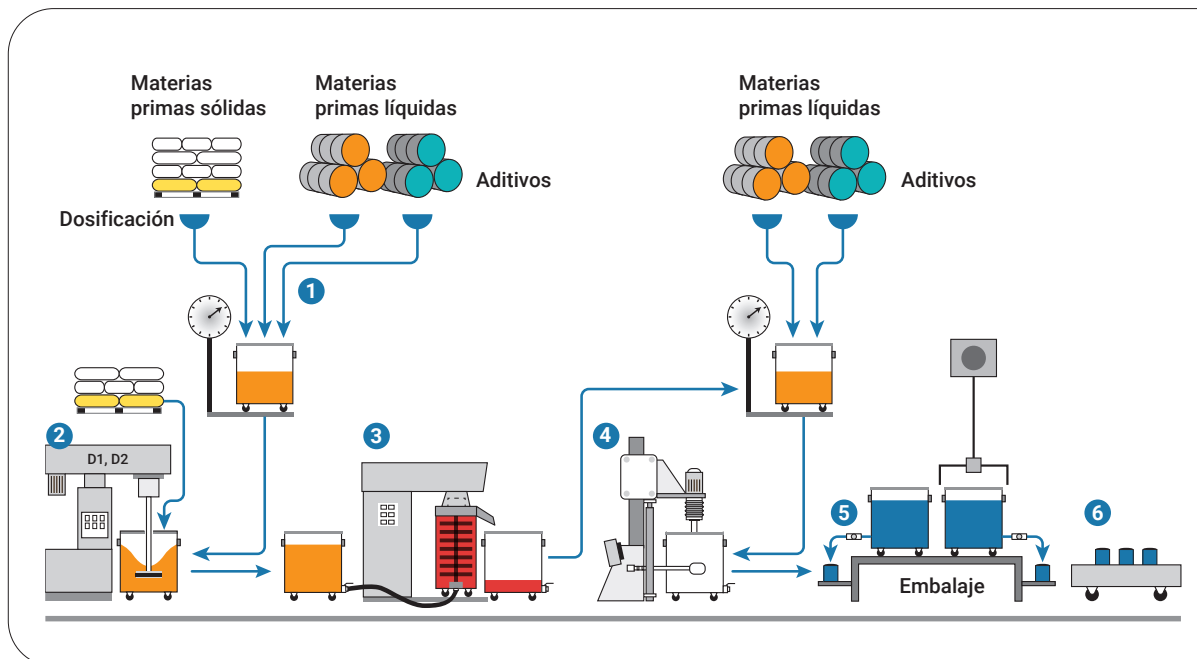 Materias
primas sólidas
Materias
primas líquidas
Aditivos
Materias
primas líquidas
Aditivos
Dosificación
1
2
D1, D2
3
4
5
6
Embalaje